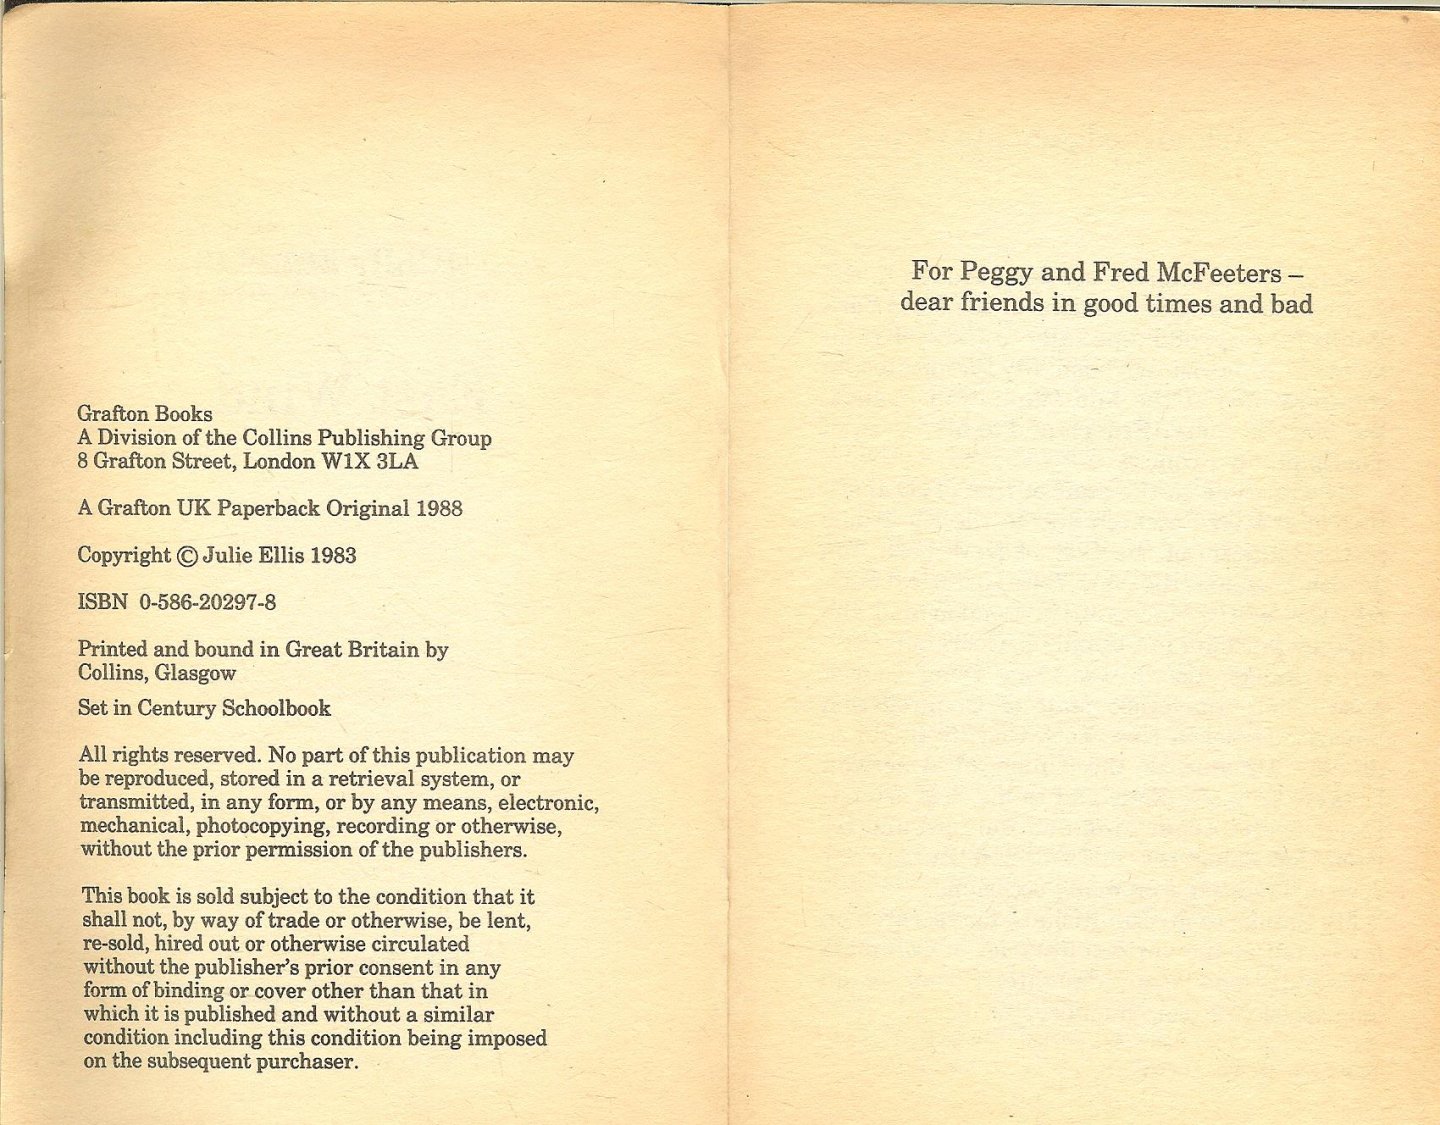 Grafton Books
A Division of the Collins Publishing Group
8 Grafton Street, London W1X 3LA
A Grafton UK Paperback Original 1988
Copyright © Julie Ellis 1983
ISBN 0-586-20297-8
Printed and bound in Great Britain by
Collins, Glasgow
Set in Century Schoolbook
All rights reserved. No part of this publication may
be reproduced, stored in a retrieval system, or
transmitted, in any form, or by any means, electronic,
mechanical, photocopying, recording or otherwise,
without the prior permission of the publishers.
This book is sold subject to the condition that it
shall not, by way of trade or otherwise, be lent,
re-sold, hired out or otherwise circulated
without the publisher's prior consent in any
form of binding or cover other than that in
which it is published and without a similar
condition including this condition being imposed
on the subsequent purchaser.
For Peggy and Fred McFeeters –
dear friends in good times and bad